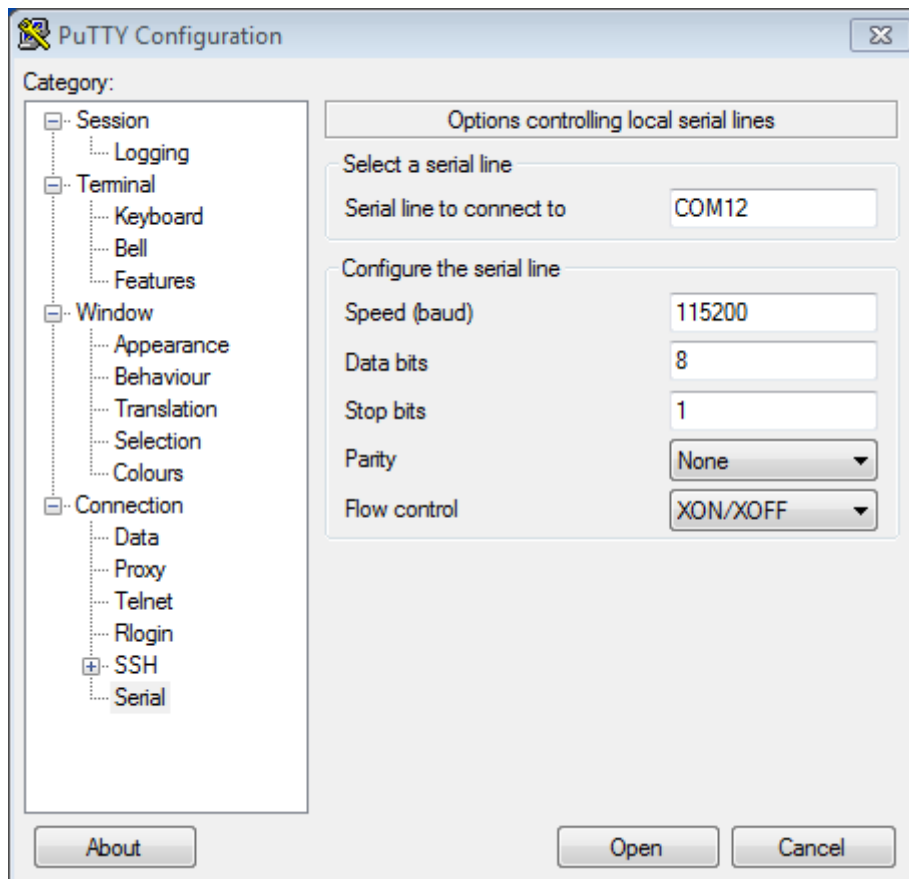 PuTTY Configuration
Category:
Session
Logging
Terminal
Keyboard
Bell
Features
Window
Appearance
Behaviour
Translation
Selection
Colours
Connection
Data
Proxy
Telnet
Rlogin
SSH
Serial
Options controlling local serial lines
Select a serial line
Serial line to connect to COM12
Configure the serial line
Speed (baud) 115200
Data bits 8
Stop bits 1
Parity None
Flow control XON/XOFF
About Open Cancel